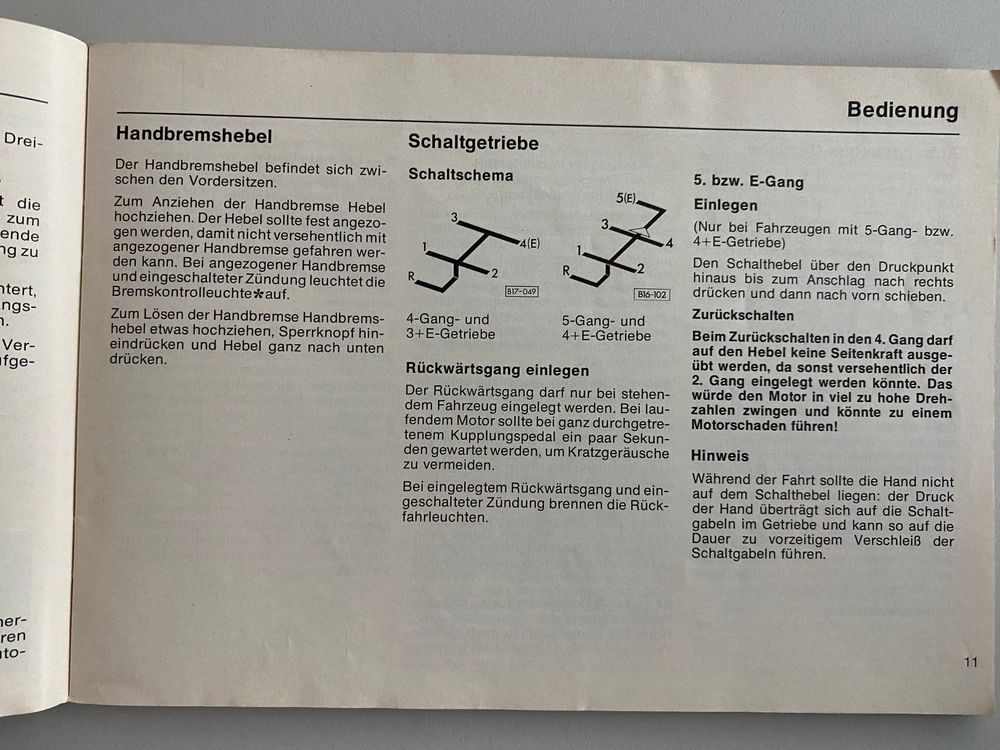 Drei-
t die
zum
ende
ng zu
ntert,
ngs-
n.
Ver-
ufge-
ner-
ren
uto-
Bedienung
Handbremshebel
Der Handbremshebel befindet sich zwi-
schen den Vordersitzen.
Zum Anziehen der Handbremse Hebel
hochziehen. Der Hebel sollte fest angezo-
gen werden, damit nicht versehentlich mit
angezogener Handbremse gefahren wer-
den kann. Bei angezogener Handbremse
und eingeschalteter Zündung leuchtet die
Bremskontrolleuchte*auf.
Zum Lösen der Handbremse Handbrems-
hebel etwas hochziehen, Sperrknopf hin-
eindrücken und Hebel ganz nach unten
drücken.
Schaltgetriebe
Schaltschema
3
4(E)
1
2
R
B17-049
4-Gang- und
3+E-Getriebe
5(E)
3
4
1
2
R
B16-102
5-Gang- und
4+E-Getriebe
Rückwärtsgang einlegen
Der Rückwärtsgang darf nur bei stehen-
dem Fahrzeug eingelegt werden. Bei lau-
fendem Motor sollte bei ganz durchgetre-
tenem Kupplungspedal ein paar Sekun-
den gewartet werden, um Kratzgeräusche
zu vermeiden.
Bei eingelegtem Rückwärtsgang und ein-
geschalteter Zündung brennen die Rück-
fahrleuchten.
5. bzw. E-Gang
Einlegen
(Nur bei Fahrzeugen mit 5-Gang- bzw.
4+E-Getriebe)
Den Schalthebel über den Druckpunkt
hinaus bis zum Anschlag nach rechts
drücken und dann nach vorn schieben.
Zurückschalten
Beim Zurückschalten in den 4. Gang darf
auf den Hebel keine Seitenkraft ausge-
übt werden, da sonst versehentlich der
2. Gang eingelegt werden könnte. Das
würde den Motor in viel zu hohe Dreh-
zahlen zwingen und könnte zu einem
Motorschaden führen!
Hinweis
Während der Fahrt sollte die Hand nicht
auf dem Schalthebel liegen: der Druck
der Hand überträgt sich auf die Schalt-
gabeln im Getriebe und kann so auf die
Dauer zu vorzeitigem Verschleiß der
Schaltgabeln führen.
11